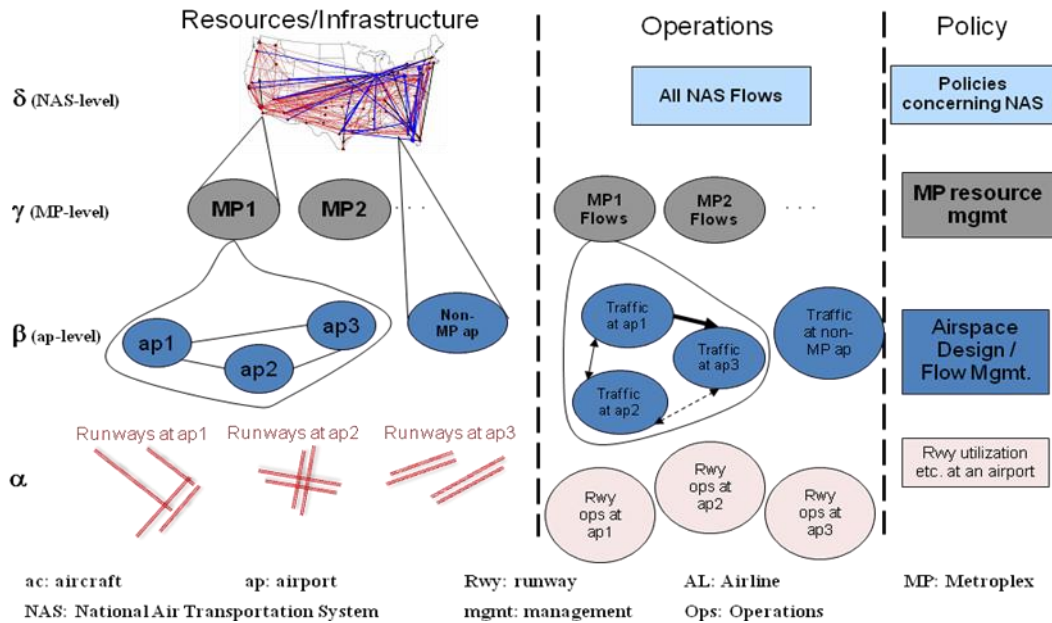 Resources/Infrastructure
Operations
Policy
δ (NAS-level)
All NAS Flows
Policies
concerning NAS
γ (MP-level)
MP1
MP2
. . .
MP1
Flows
MP2
Flows
. . . .
MP resource
mgmt
β (ap-level)
ap1
ap2
ap3
Non-
MP ap
Traffic
at ap1
Traffic
at ap2
Traffic
at ap3
Traffic
at non-
MP ap
Airspace
Design /
Flow Mgmt.
α
Runways at ap1
Runways at ap2
Runways at ap3
Rwy
ops at
ap1
Rwy
ops at
ap2
Rwy
ops at
ap3
Rwy utilization
etc. at an airport
ac: aircraft
ap: airport
Rwy: runway
AL: Airline
MP: Metroplex
NAS: National Air Transportation System
mgmt: management
Ops: Operations